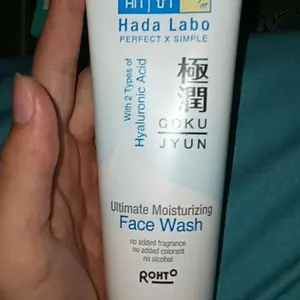 Hada Labo
PERFECT X SIMPLE
With 2 Types of
Hyaluronic Acid
極
潤
GOKU
JYUN
Ultimate Moisturizing
Face Wash
no added fragrance
no added colorant
no alcohol
ROHTO